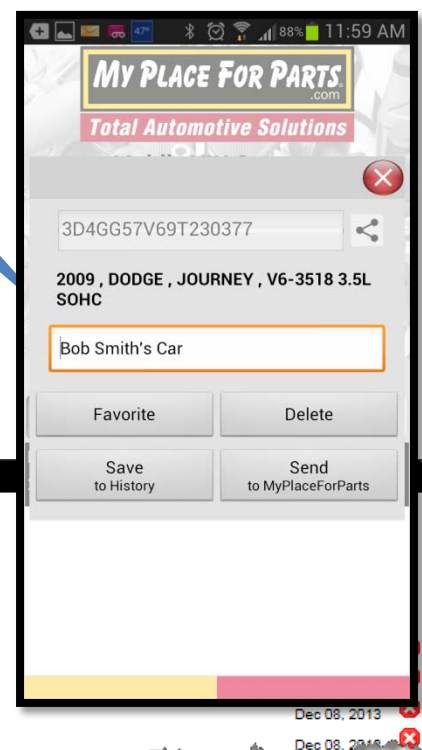 47° 88% 11:59 AM
MY PLACE FOR PARTS
.com
Total Automotive Solutions
3D4GG57V69T230377
2009 , DODGE , JOURNEY , V6-3518 3.5L
SOHC
Bob Smith's Car
Favorite Delete
Save Send
to History to MyPlaceForParts
Dec 08, 2013
Dec 08,